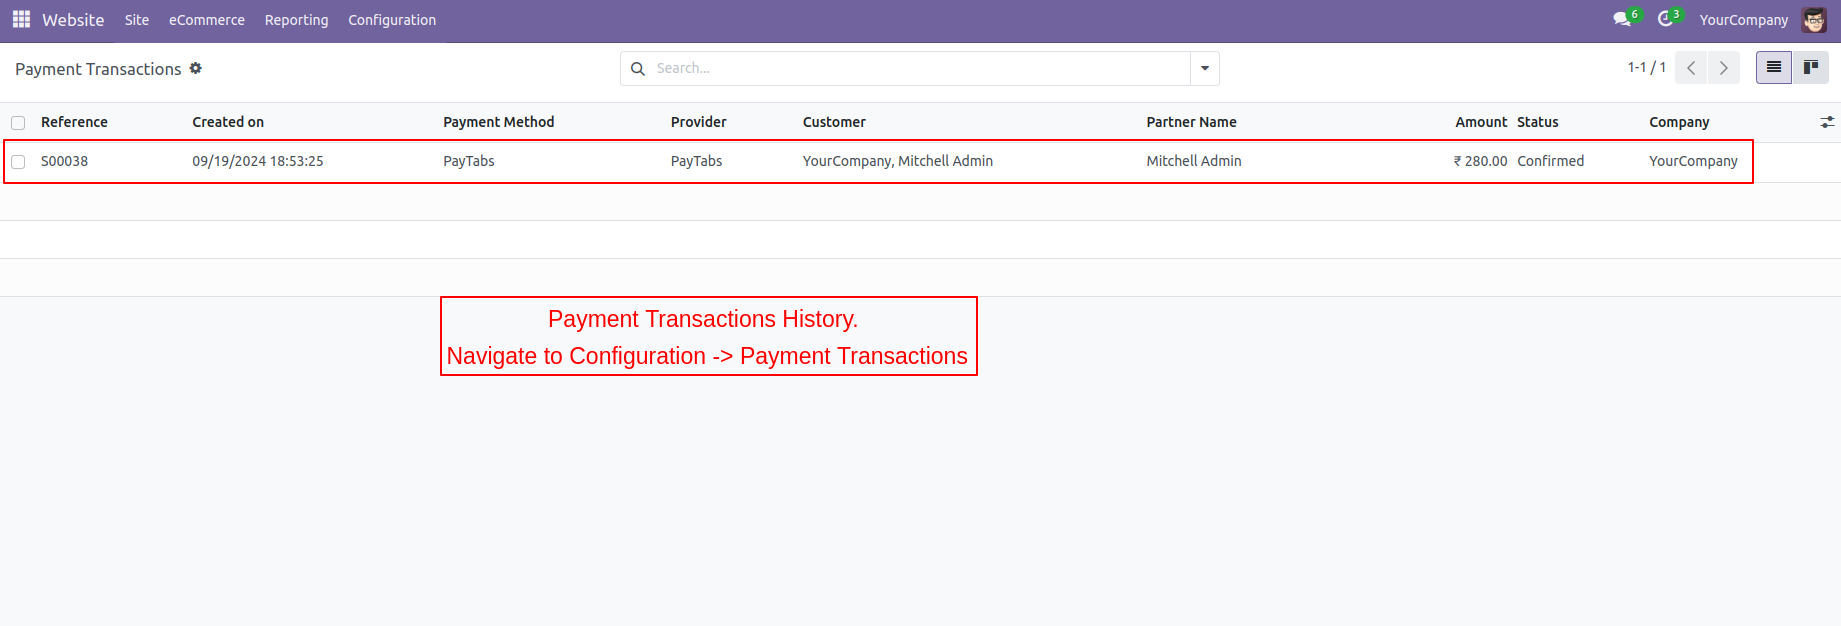 Website Site eCommerce Reporting Configuration 6 3 YourCompany
Payment Transactions Search... 1-1 / 1
Reference Created on Payment Method Provider Customer Partner Name Amount Status Company
S00038 09/19/2024 18:53:25 PayTabs PayTabs YourCompany, Mitchell Admin Mitchell Admin ₹ 280.00 Confirmed YourCompany
Payment Transactions History.
Navigate to Configuration -> Payment Transactions